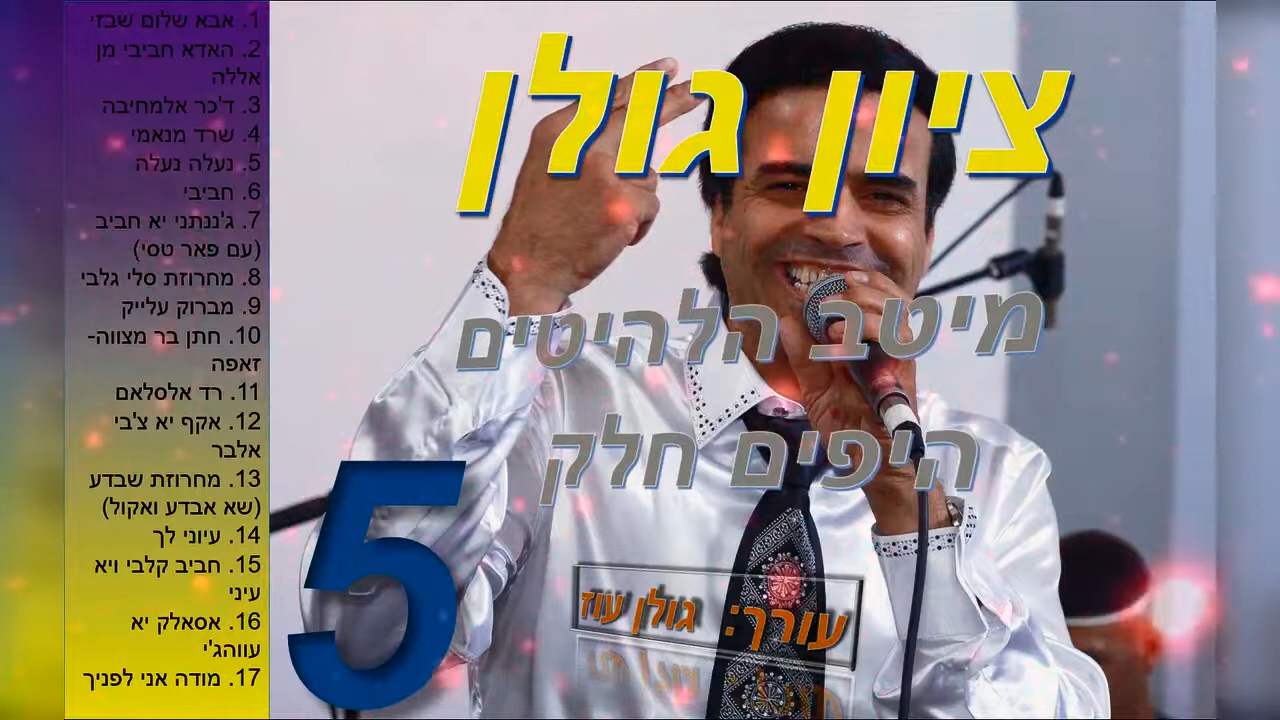 ציון גולן
מיטב הלהיטים
היפים חלק
5
עורך: גולן עוז
1. אבא שלום שבזי
2. האדא חביבי מן
אללה
3. ד'כר אלמחיבה
4. שרד מנאמי
5. נעלה נעלה
6. חביבי
7. ג'ננתני יא חביב
(עם פאר טסי)
8. מחרוזת סלי גלבי
9. מברוק עלייק
10. חתן בר מצווה-
זאפה
11. רד אלסלאם
12. אקף יא צ'בי
אלבר
13. מחרוזת שבדע
(שא אבדע ואקול)
14. עיוני לך
15. חביב קלבי ויא
עיני
16. אסאלק יא
עווהג'י
17. מודה אני לפניך